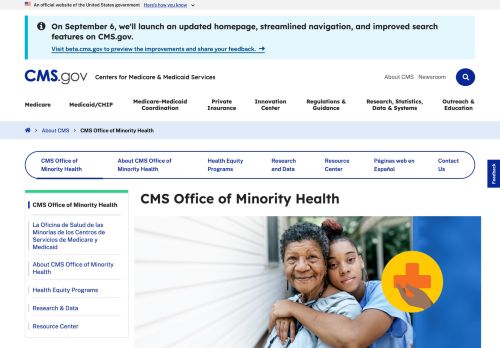 An official website of the United States government Here's how you know
On September 6, we'll launch an updated homepage, streamlined navigation, and improved search
features on CMS.gov.
Visit beta.cms.gov to preview the improvements and share your feedback.
CMS.gov Centers for Medicare & Medicaid Services
About CMS Newsroom
Medicare Medicaid/CHIP Medicare-Medicaid Coordination Private Insurance Innovation Center Regulations & Guidance Research, Statistics, Data & Systems Outreach & Education
About CMS CMS Office of Minority Health
CMS Office of Minority Health About CMS Office of Minority Health Health Equity Programs Research and Data Resource Center Páginas web en Español Contact Us
Feedback
CMS Office of Minority Health
La Oficina de Salud de las
Minorías de los Centros de
Servicios de Medicare y
Medicaid
About CMS Office of Minority
Health
Health Equity Programs
Research & Data
Resource Center
CMS Office of Minority Health